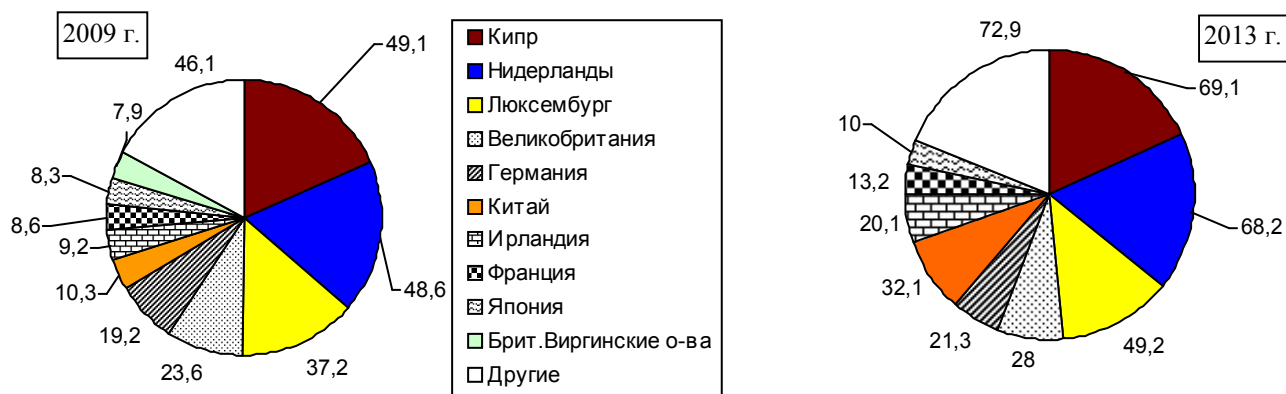 2009 г.
49,1
48,6
37,2
23,6
19,2
10,3
9,2
8,6
8,3
7,9
46,1
Кипр
Нидерланды
Люксембург
Великобритания
Германия
Китай
Ирландия
Франция
Япония
Брит.Виргинские о-ва
Другие
2013 г.
69,1
68,2
49,2
28
21,3
32,1
20,1
13,2
10
72,9